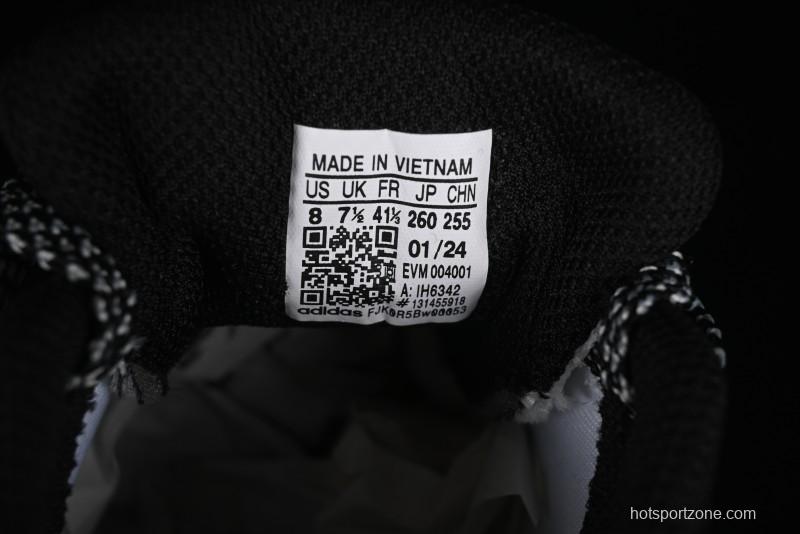 MADE IN VIETNAM
US UK FR JP CHN
8 7½ 41⅓ 260 255
01/24
EVM 004001
A: IH6342
# 131455918
adidas
hotsportzone.com